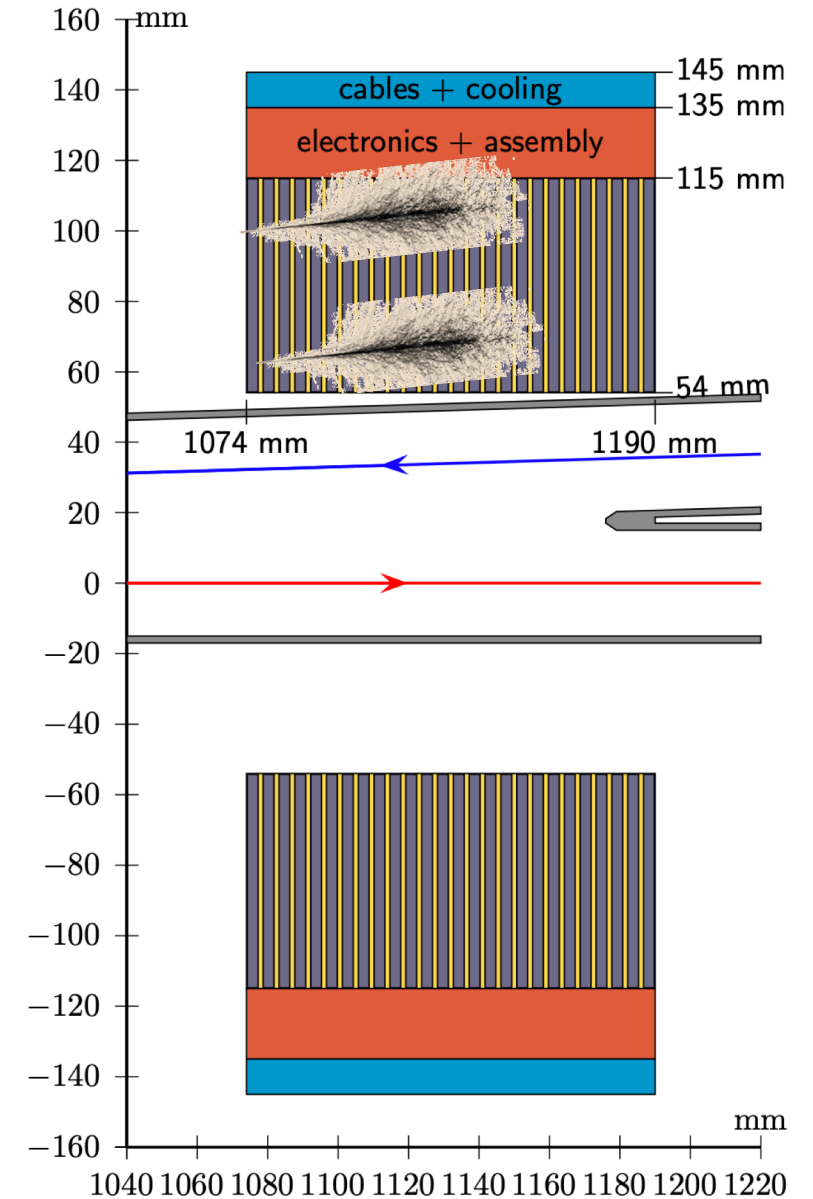 160 mm
145 mm
140 cables + cooling
135 mm
electronics + assembly
120
115 mm
100
80
60
54 mm
40 1074 mm 1190 mm
20
0
−20
−40
−60
−80
−100
−120
−140
mm
−160
1040 1060 1080 1100 1120 1140 1160 1180 1200 1220